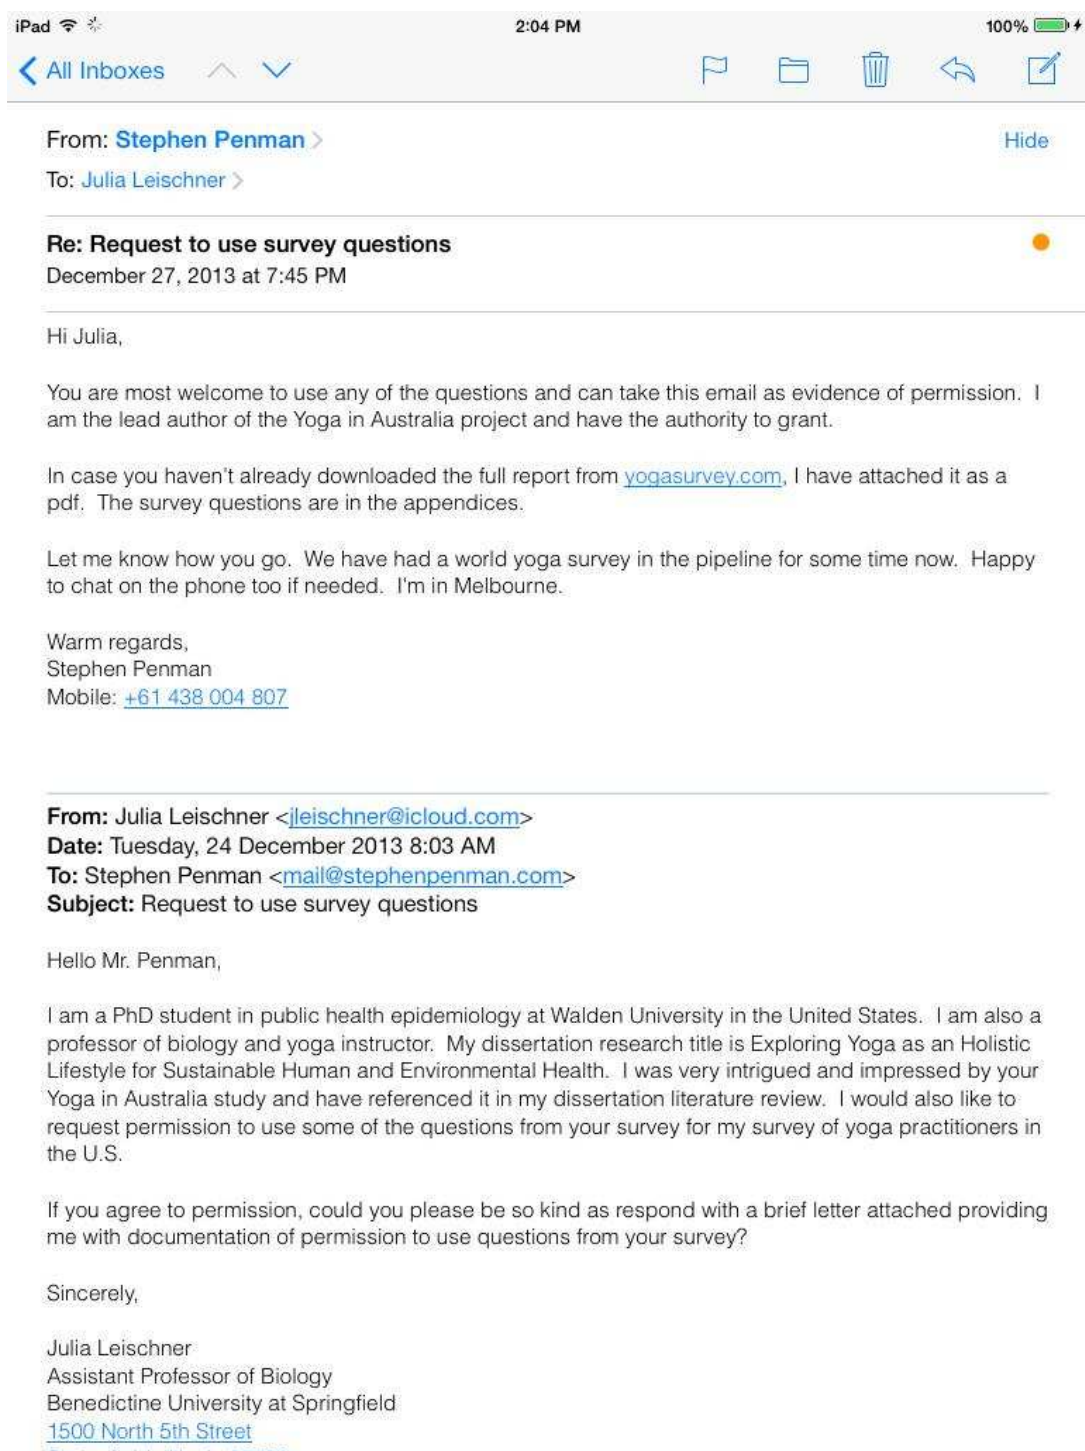 iPad
2:04 PM
100%
All Inboxes
From: Stephen Penman
Hide
To: Julia Leischner
Re: Request to use survey questions
December 27, 2013 at 7:45 PM
Hi Julia,
You are most welcome to use any of the questions and can take this email as evidence of permission.  I
am the lead author of the Yoga in Australia project and have the authority to grant.
In case you haven't already downloaded the full report from yogasurvey.com, I have attached it as a
pdf.  The survey questions are in the appendices.
Let me know how you go.  We have had a world yoga survey in the pipeline for some time now.  Happy
to chat on the phone too if needed.  I'm in Melbourne.
Warm regards,
Stephen Penman
Mobile: +61 438 004 807
From: Julia Leischner <jleischner@icloud.com>
Date: Tuesday, 24 December 2013 8:03 AM
To: Stephen Penman <mail@stephenpenman.com>
Subject: Request to use survey questions
Hello Mr. Penman,
I am a PhD student in public health epidemiology at Walden University in the United States.  I am also a
professor of biology and yoga instructor.  My dissertation research title is Exploring Yoga as an Holistic
Lifestyle for Sustainable Human and Environmental Health.  I was very intrigued and impressed by your
Yoga in Australia study and have referenced it in my dissertation literature review.  I would also like to
request permission to use some of the questions from your survey for my survey of yoga practitioners in
the U.S.
If you agree to permission, could you please be so kind as respond with a brief letter attached providing
me with documentation of permission to use questions from your survey?
Sincerely,
Julia Leischner
Assistant Professor of Biology
Benedictine University at Springfield
1500 North 5th Street